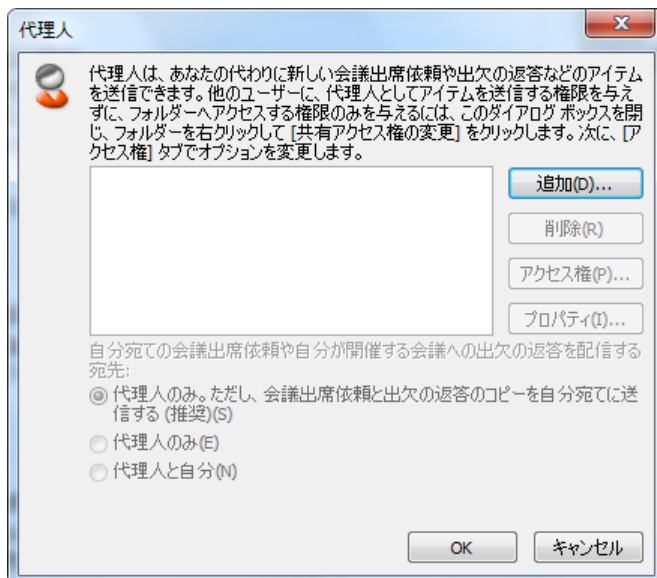 代理人
代理人は、あなたの代わりに新しい会議出席依頼や出欠の返答などのアイテム
を送信できます。他のユーザーに、代理人としてアイテムを送信する権限を与え
ずに、フォルダーへアクセスする権限のみを与えるには、このダイアログ ボックスを閉
じ、フォルダーを右クリックして [共有アクセス権の変更] をクリックします。次に、[ア
クセス権] タブでオプションを変更します。
追加(D)...
削除(R)
アクセス権(P)...
プロパティ(I)...
自分宛ての会議出席依頼や自分が開催する会議への出欠の返答を配信する
宛先:
代理人のみ。ただし、会議出席依頼と出欠の返答のコピーを自分宛てに送
信する (推奨)(S)
代理人のみ(E)
代理人と自分(N)
OK
キャンセル